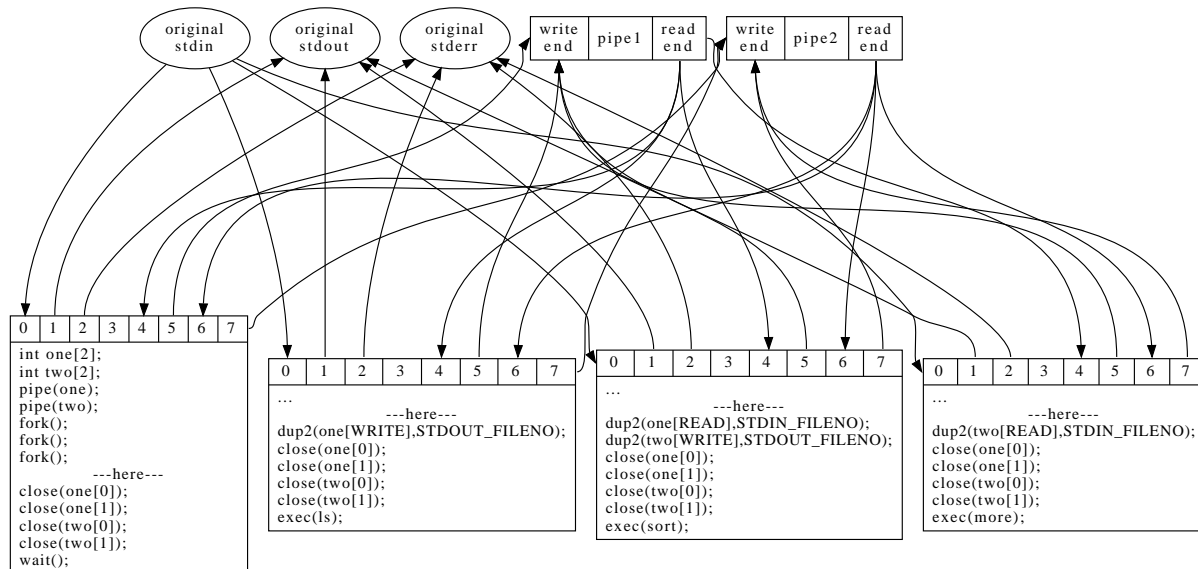 original
stdin
original
stdout
original
stderr
write
end
pipe1
read
end
write
end
pipe2
read
end
0 1 2 3 4 5 6 7
int one[2];
int two[2];
pipe(one);
pipe(two);
fork();
fork();
fork();
---here---
close(one[0]);
close(one[1]);
close(two[0]);
close(two[1]);
wait();
0 1 2 3 4 5 6 7
...
---here---
dup2(one[WRITE],STDOUT_FILENO);
close(one[0]);
close(one[1]);
close(two[0]);
close(two[1]);
exec(ls);
0 1 2 3 4 5 6 7
...
---here---
dup2(one[READ],STDIN_FILENO);
dup2(two[WRITE],STDOUT_FILENO);
close(one[0]);
close(one[1]);
close(two[0]);
close(two[1]);
exec(sort);
0 1 2 3 4 5 6 7
...
---here---
dup2(two[READ],STDIN_FILENO);
close(one[0]);
close(one[1]);
close(two[0]);
close(two[1]);
exec(more);